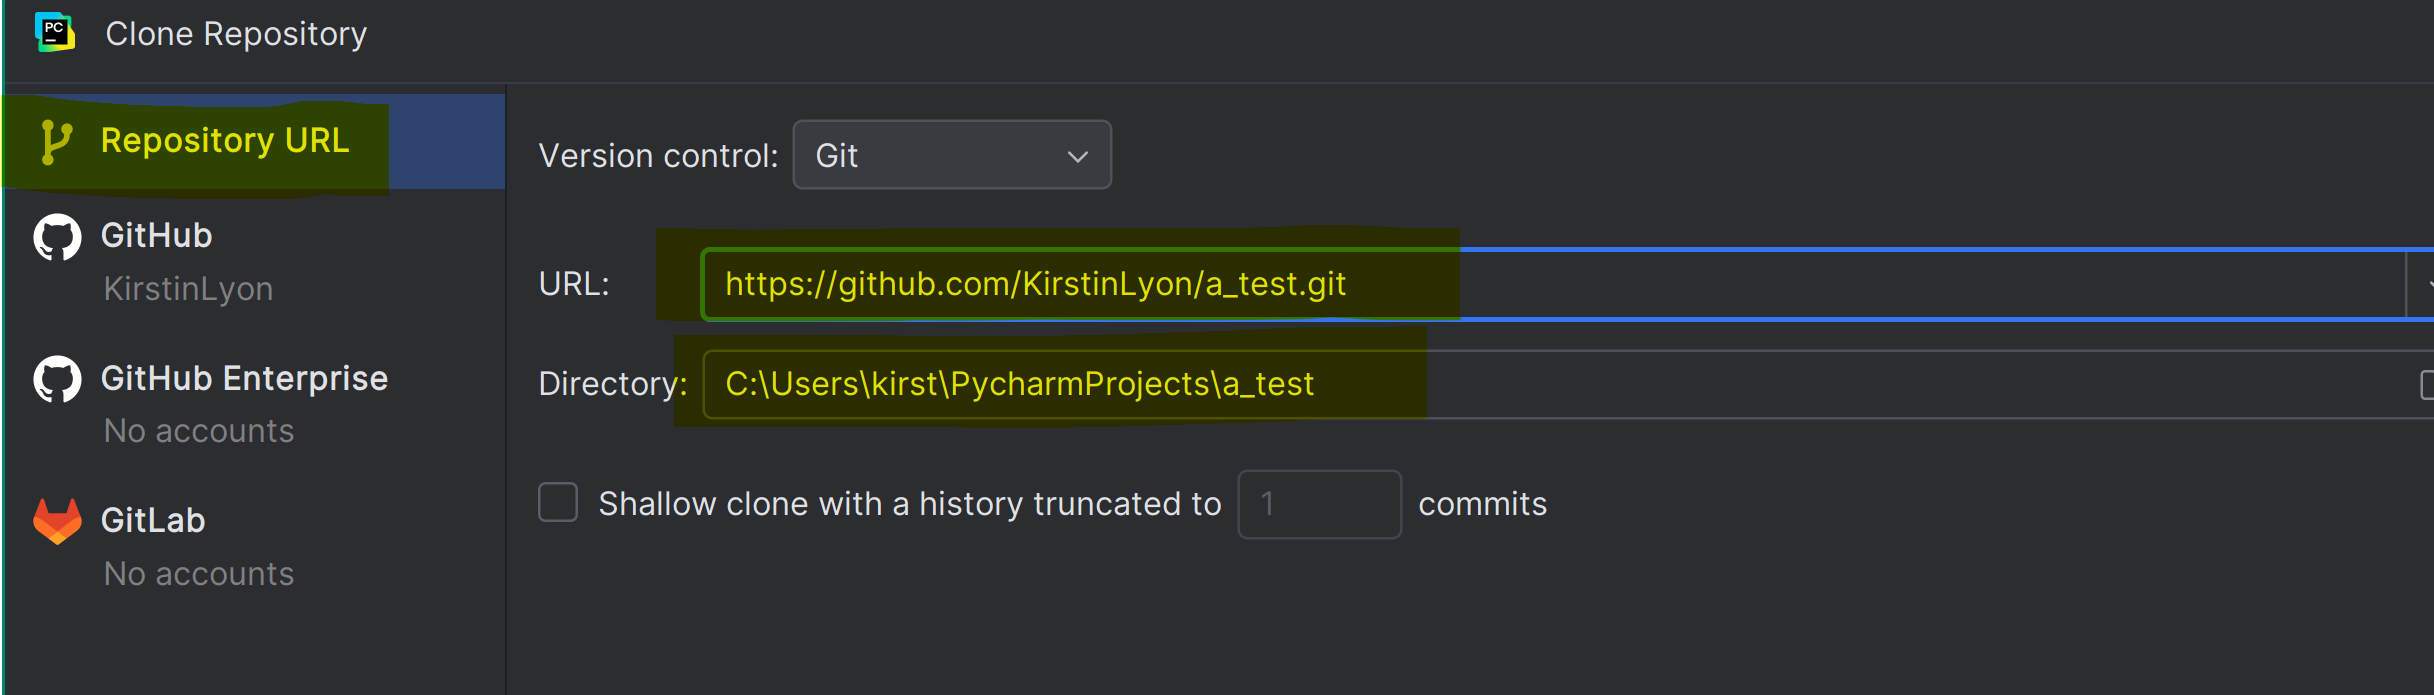 PC
Clone Repository
Repository URL
GitHub
KirstinLyon
GitHub Enterprise
No accounts
GitLab
No accounts
Version control: Git
URL: https://github.com/KirstinLyon/a_test.git
Directory: C:\Users\kirst\PycharmProjects\a_test
Shallow clone with a history truncated to 1 commits